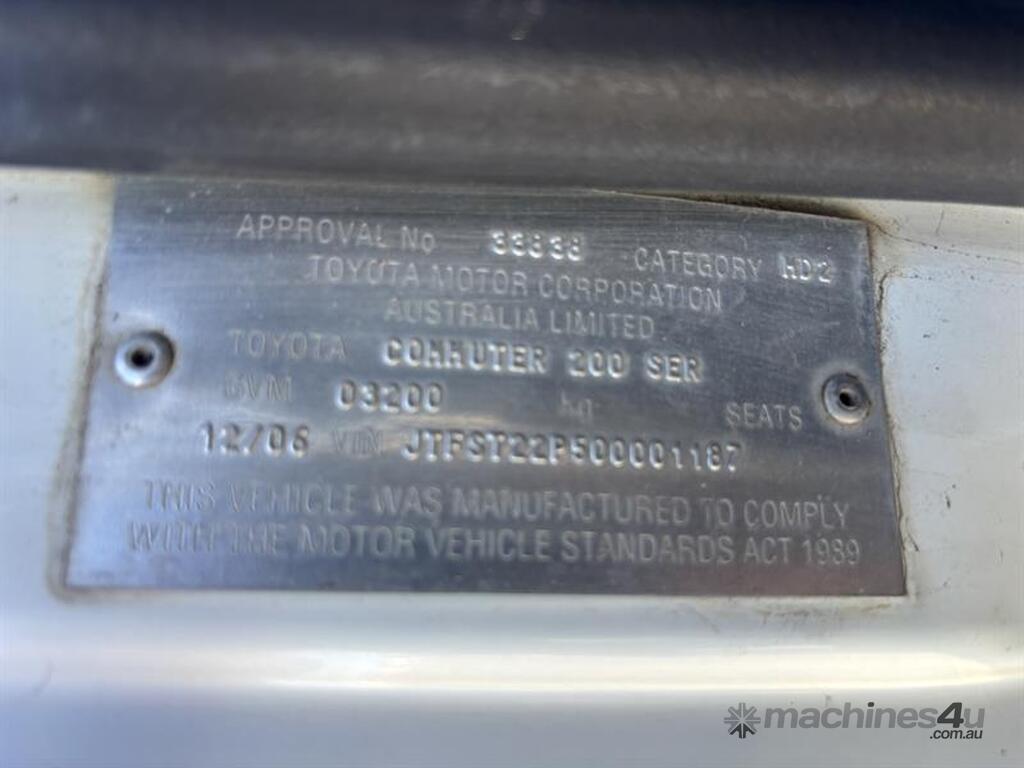 APPROVAL No 33838 CATEGORY MD2
TOYOTA MOTOR CORPORATION
AUSTRALIA LIMITED
TOYOTA COMMUTER 200 SER
GVM 03200 kg SEATS
12/06 VIN JTFST22P500001187
THIS VEHICLE WAS MANUFACTURED TO COMPLY
WITH THE MOTOR VEHICLE STANDARDS ACT 1989
machines4u
.com.au